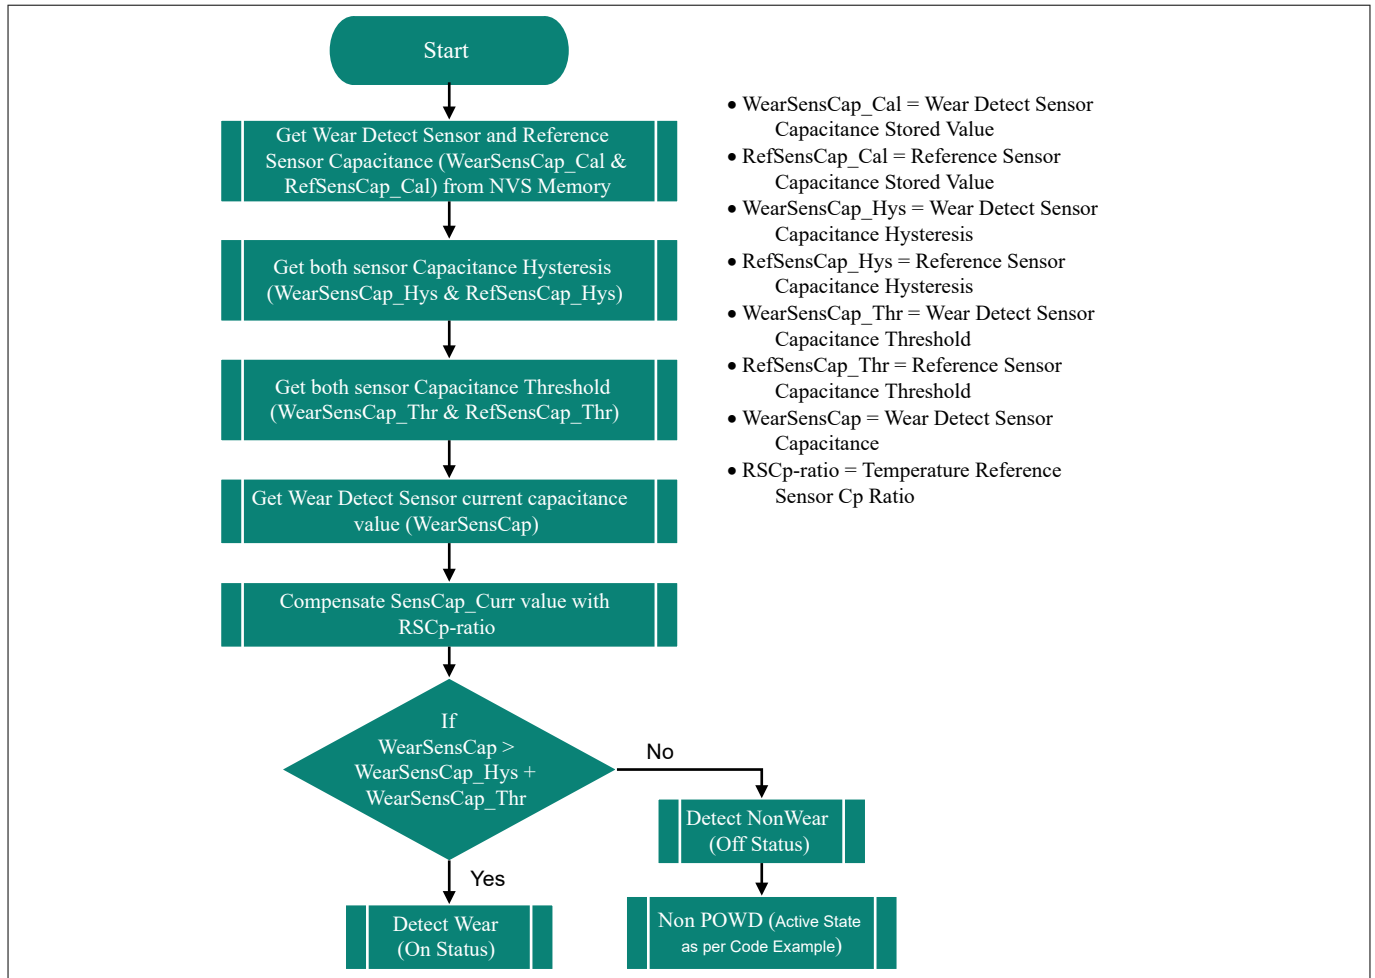 Start
Get Wear Detect Sensor and Reference
Sensor Capacitance (WearSensCap_Cal &
RefSensCap_Cal) from NVS Memory
Get both sensor Capacitance Hysteresis
(WearSensCap_Hys & RefSensCap_Hys)
Get both sensor Capacitance Threshold
(WearSensCap_Thr & RefSensCap_Thr)
Get Wear Detect Sensor current capacitance
value (WearSensCap)
Compensate SensCap_Curr value with
RSCp-ratio
If
WearSensCap >
WearSensCap_Hys +
WearSensCap_Thr
No
Yes
Detect NonWear
(Off Status)
Detect Wear
(On Status)
Non POWD (Active State
as per Code Example)
• WearSensCap_Cal = Wear Detect Sensor
Capacitance Stored Value
• RefSensCap_Cal = Reference Sensor
Capacitance Stored Value
• WearSensCap_Hys = Wear Detect Sensor
Capacitance Hysteresis
• RefSensCap_Hys = Reference Sensor
Capacitance Hysteresis
• WearSensCap_Thr = Wear Detect Sensor
Capacitance Threshold
• RefSensCap_Thr = Reference Sensor
Capacitance Threshold
• WearSensCap = Wear Detect Sensor
Capacitance
• RSCp-ratio = Temperature Reference
Sensor Cp Ratio